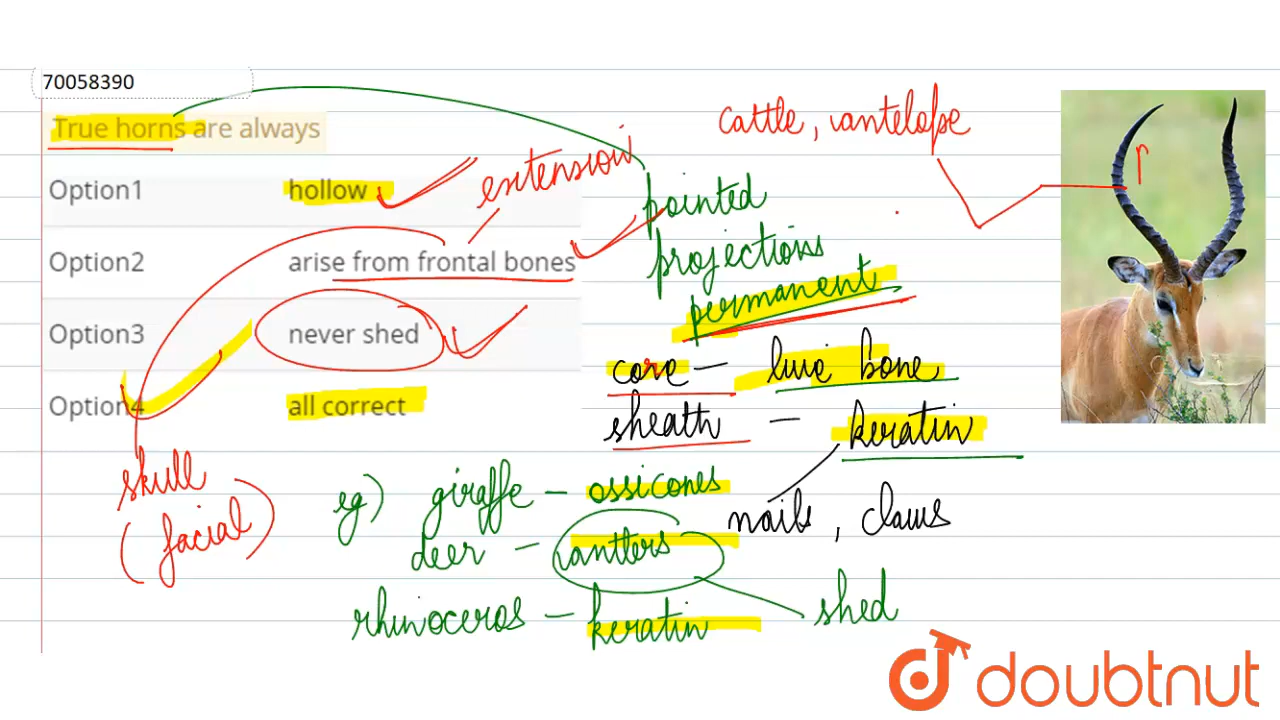 70058390
True horns are always
Option1 hollow
Option2 arise from frontal bones
Option3 never shed
Option4 all correct
cattle, antelope
extension
pointed
projections
permanent
core — live bone
sheath — keratin
nails, claws
skull
(facial)
eg) giraffe — ossicones
deer — antlers
shed
rhinoceros — keratin
r
doubtnut